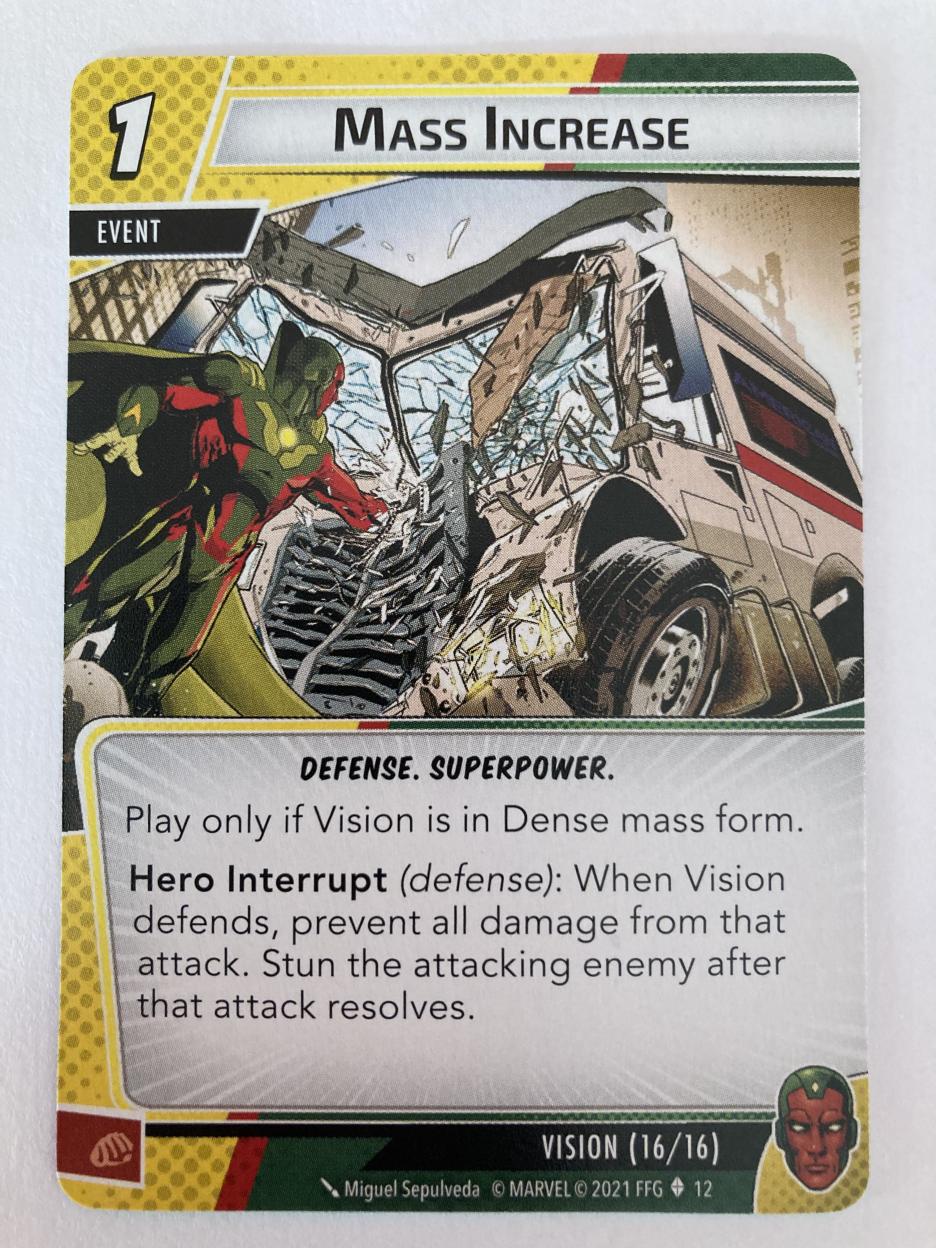 1
MASS INCREASE
EVENT
DEFENSE. SUPERPOWER.
Play only if Vision is in Dense mass form.
Hero Interrupt (defense): When Vision
defends, prevent all damage from that
attack. Stun the attacking enemy after
that attack resolves.
VISION (16/16)
Miguel Sepulveda © MARVEL © 2021 FFG 12